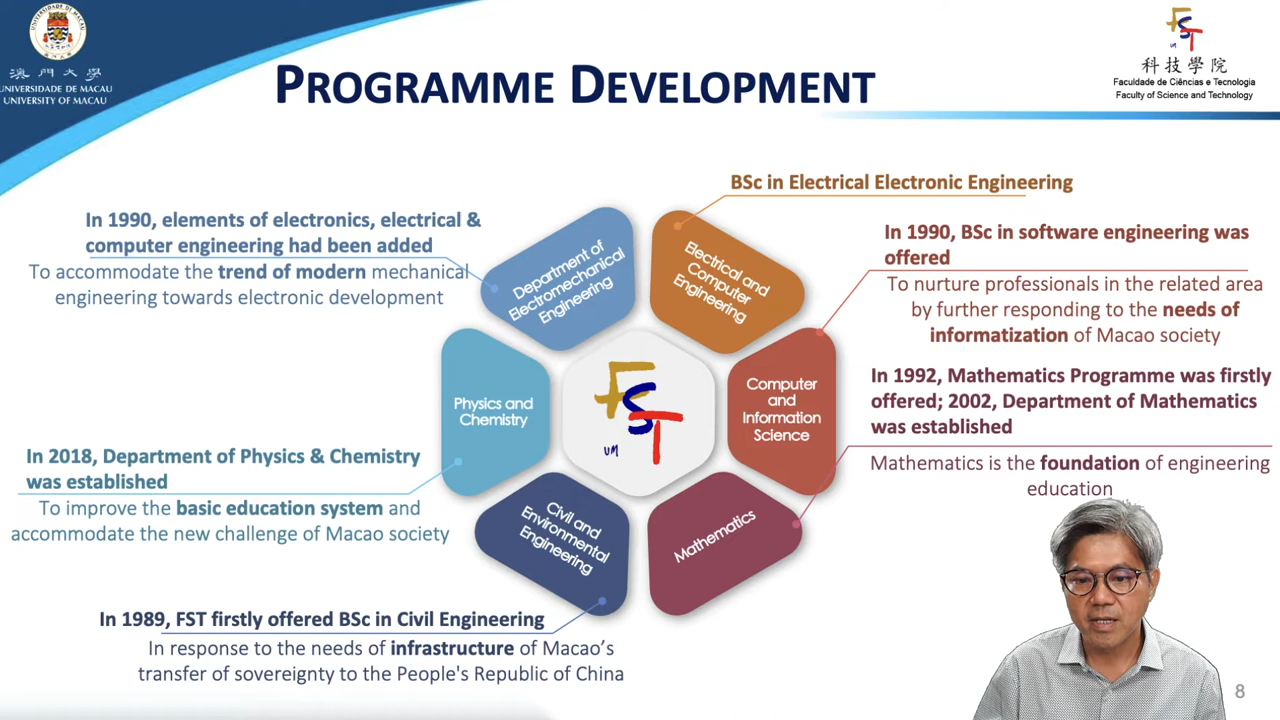 澳門大學
UNIVERSIDADE DE MACAU
UNIVERSITY OF MACAU
PROGRAMME DEVELOPMENT
FST
UM
科技學院
Faculdade de Ciências e Tecnologia
Faculty of Science and Technology
BSc in Electrical Electronic Engineering
In 1990, elements of electronics, electrical &
computer engineering had been added
To accommodate the trend of modern mechanical
engineering towards electronic development
In 1990, BSc in software engineering was
offered
To nurture professionals in the related area
by further responding to the needs of
informatization of Macao society
Department of
Electromechanical
Engineering
Electrical and
Computer
Engineering
Physics and
Chemistry
FST
UM
Computer
and
Information
Science
In 1992, Mathematics Programme was firstly
offered; 2002, Department of Mathematics
was established
Mathematics is the foundation of engineering
education
In 2018, Department of Physics & Chemistry
was established
To improve the basic education system and
accommodate the new challenge of Macao society
Civil and
Environmental
Engineering
Mathematics
In 1989, FST firstly offered BSc in Civil Engineering
In response to the needs of infrastructure of Macao's
transfer of sovereignty to the People's Republic of China
8